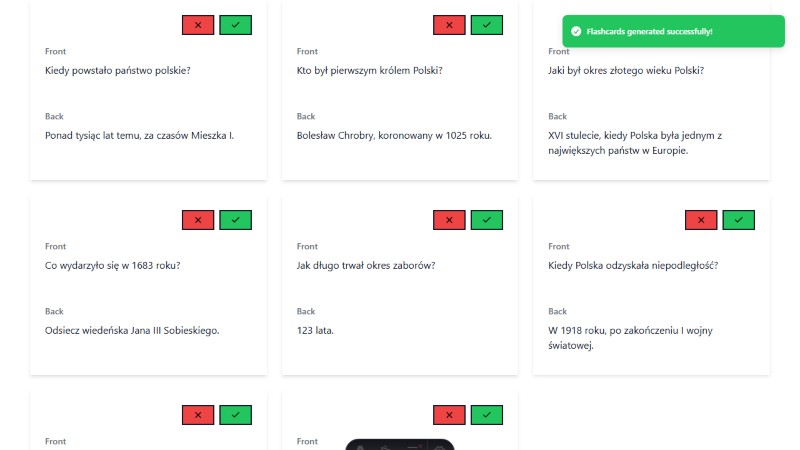 Flashcards generated successfully!
Front
Kiedy powstało państwo polskie?
Back
Ponad tysiąc lat temu, za czasów Mieszka I.
Front
Kto był pierwszym królem Polski?
Back
Bolesław Chrobry, koronowany w 1025 roku.
Front
Jaki był okres złotego wieku Polski?
Back
XVI stulecie, kiedy Polska była jednym z
największych państw w Europie.
Front
Co wydarzyło się w 1683 roku?
Back
Odsiecz wiedeńska Jana III Sobieskiego.
Front
Jak długo trwał okres zaborów?
Back
123 lata.
Front
Kiedy Polska odzyskała niepodległość?
Back
W 1918 roku, po zakończeniu I wojny
światowej.
Front
Front